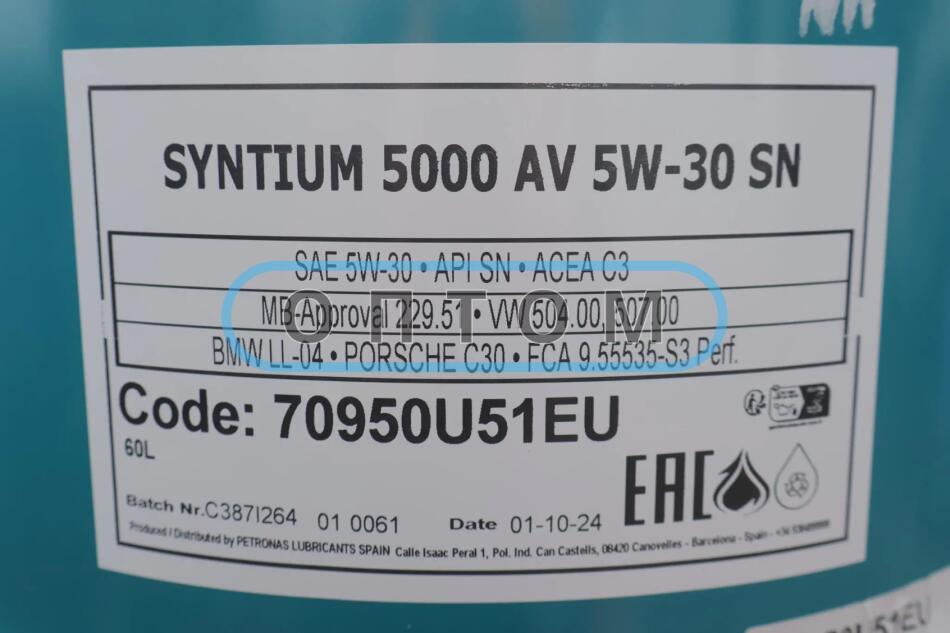 SYNTIUM 5000 AV 5W-30 SN
SAE 5W-30 • API SN • ACEA C3
MB-Approval 229.51 • VW 504.00, 507.00
ОПТОМ
BMW LL-04 • PORSCHE C30 • FCA 9.55535-S3 Perf.
Code: 70950U51EU
60L
EAC
Batch Nr.C387I264 01 0061 Date 01-10-24
Produced / Distributed by PETRONAS LUBRICANTS SPAIN Calle Isaac Peral 1, Pol. Ind. Can Castells, 08420 Canovelles - Barcelona - Spain -
U51EU